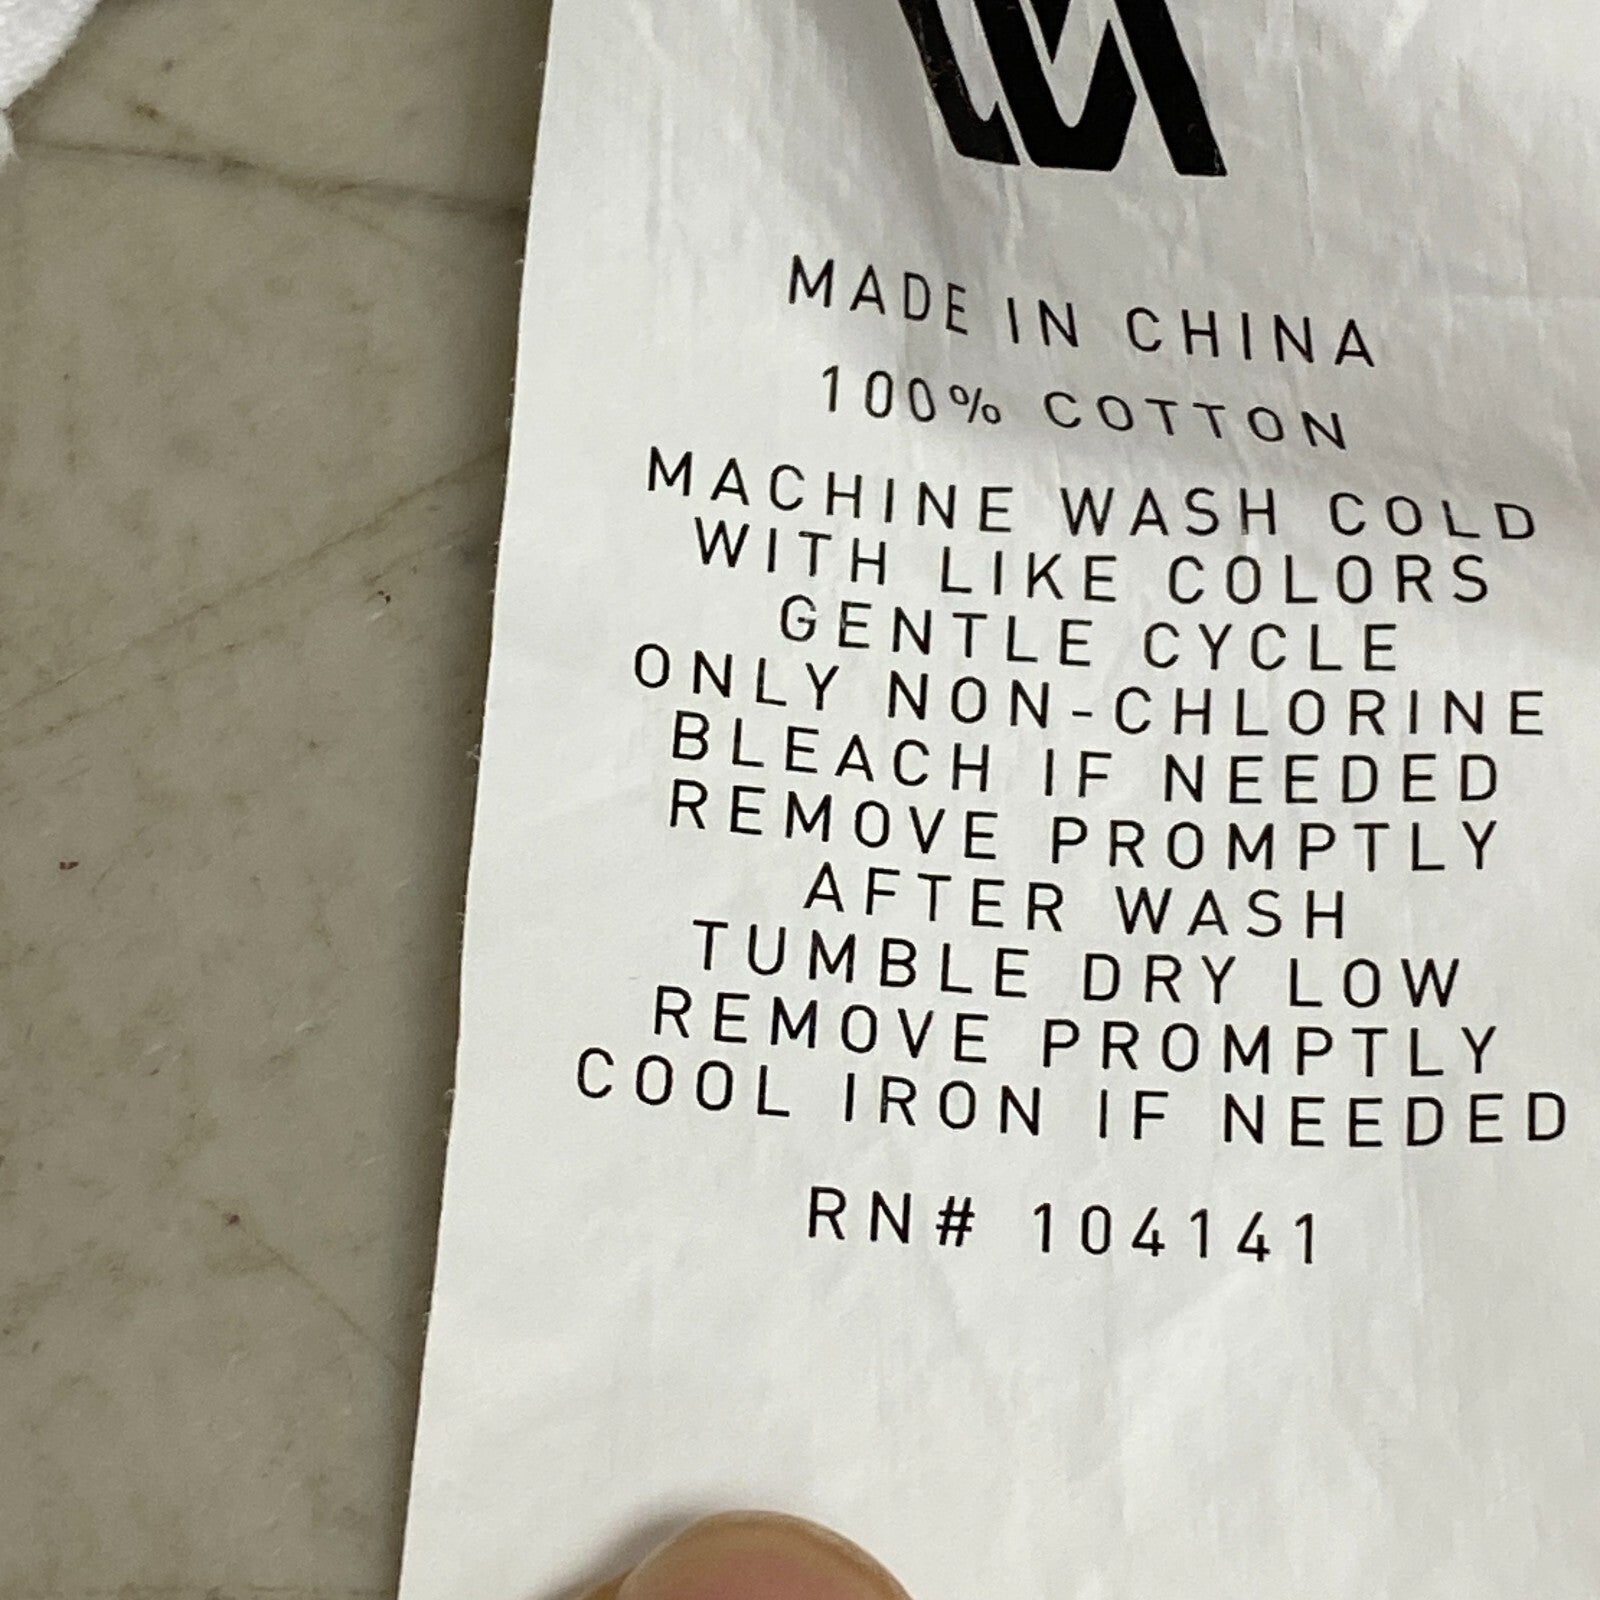 MADE IN CHINA
100% COTTON
MACHINE WASH COLD
WITH LIKE COLORS
GENTLE CYCLE
ONLY NON-CHLORINE
BLEACH IF NEEDED
REMOVE PROMPTLY
AFTER WASH
TUMBLE DRY LOW
REMOVE PROMPTLY
COOL IRON IF NEEDED
RN# 104141